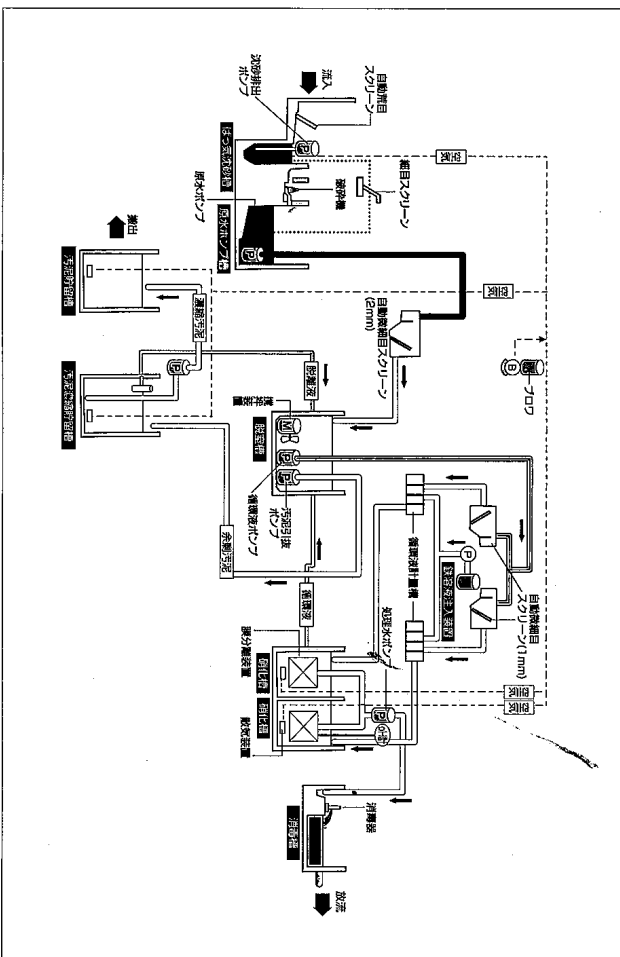 自動荒目
スクリーン
流入
沈砂排出
ポンプ
P
ばっ気沈砂槽
原水ポンプ
破砕機
細目スクリーン
原水ポンプ槽
P
空気
空気
自動微細目スクリーン
(2mm)
B
ブロワ
搬出
汚泥貯留槽
濃縮汚泥
P
汚泥濃縮貯留槽
脱離液
撹拌装置
M
脱窒槽
P
P
循環液ポンプ
汚泥引抜
ポンプ
余剰汚泥
循環液
循環液計量槽
P
鉄溶液注入装置
自動微細目
スクリーン(1mm)
処理水ポンプ
P
pH計
膜分離装置
硝化槽
硝化槽
散気装置
空気
空気
消毒器
消毒槽
放流